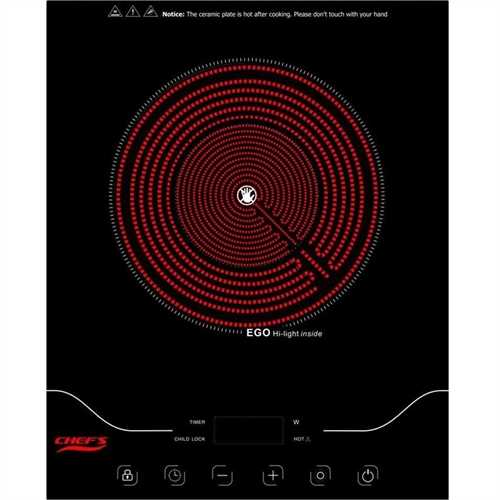 Notice: The ceramic plate is hot after cooking. Please don't touch with your hand
EGO Hi-light inside
TIMER W
CHILD LOCK HOT
CHEF'S